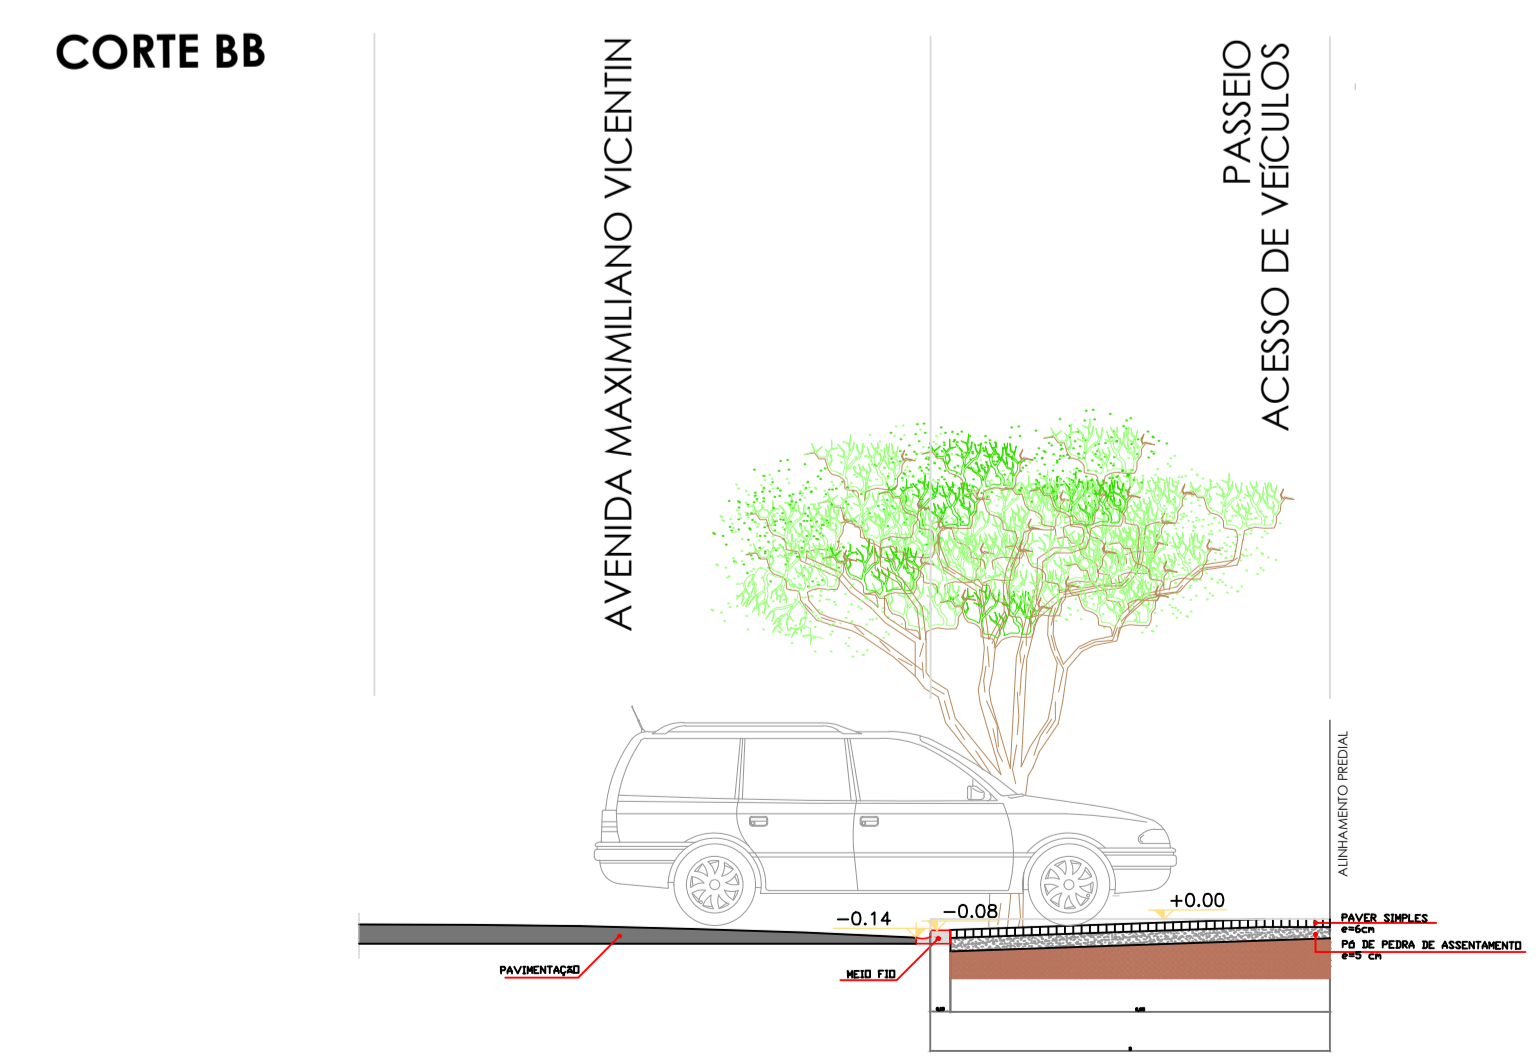 CORTE BB
AVENIDA MAXIMILIANO VICENTIN
PASSEIO
ACESSO DE VEÍCULOS
ALINHAMENTO PREDIAL
-0.14
-0.08
+0.00
PAVER SIMPLES
e=6cm
PÓ DE PEDRA DE ASSENTAMENTO
e=5 cm
PAVIMENTAÇÃO
MEIO FIO